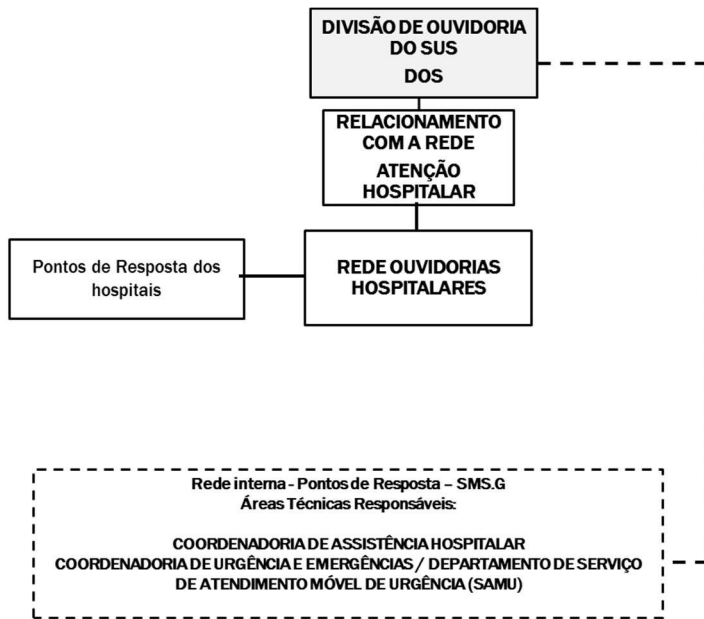 DIVISÃO DE OUVIDORIA
DO SUS
DOS
RELACIONAMENTO
COM A REDE
ATENÇÃO
HOSPITALAR
Pontos de Resposta dos
hospitais
REDE OUVIDORIAS
HOSPITALARES
Rede interna - Pontos de Resposta – SMS.G
Áreas Técnicas Responsáveis:
COORDENADORIA DE ASSISTÊNCIA HOSPITALAR
COORDENADORIA DE URGÊNCIA E EMERGÊNCIAS / DEPARTAMENTO DE SERVIÇO
DE ATENDIMENTO MÓVEL DE URGÊNCIA (SAMU)